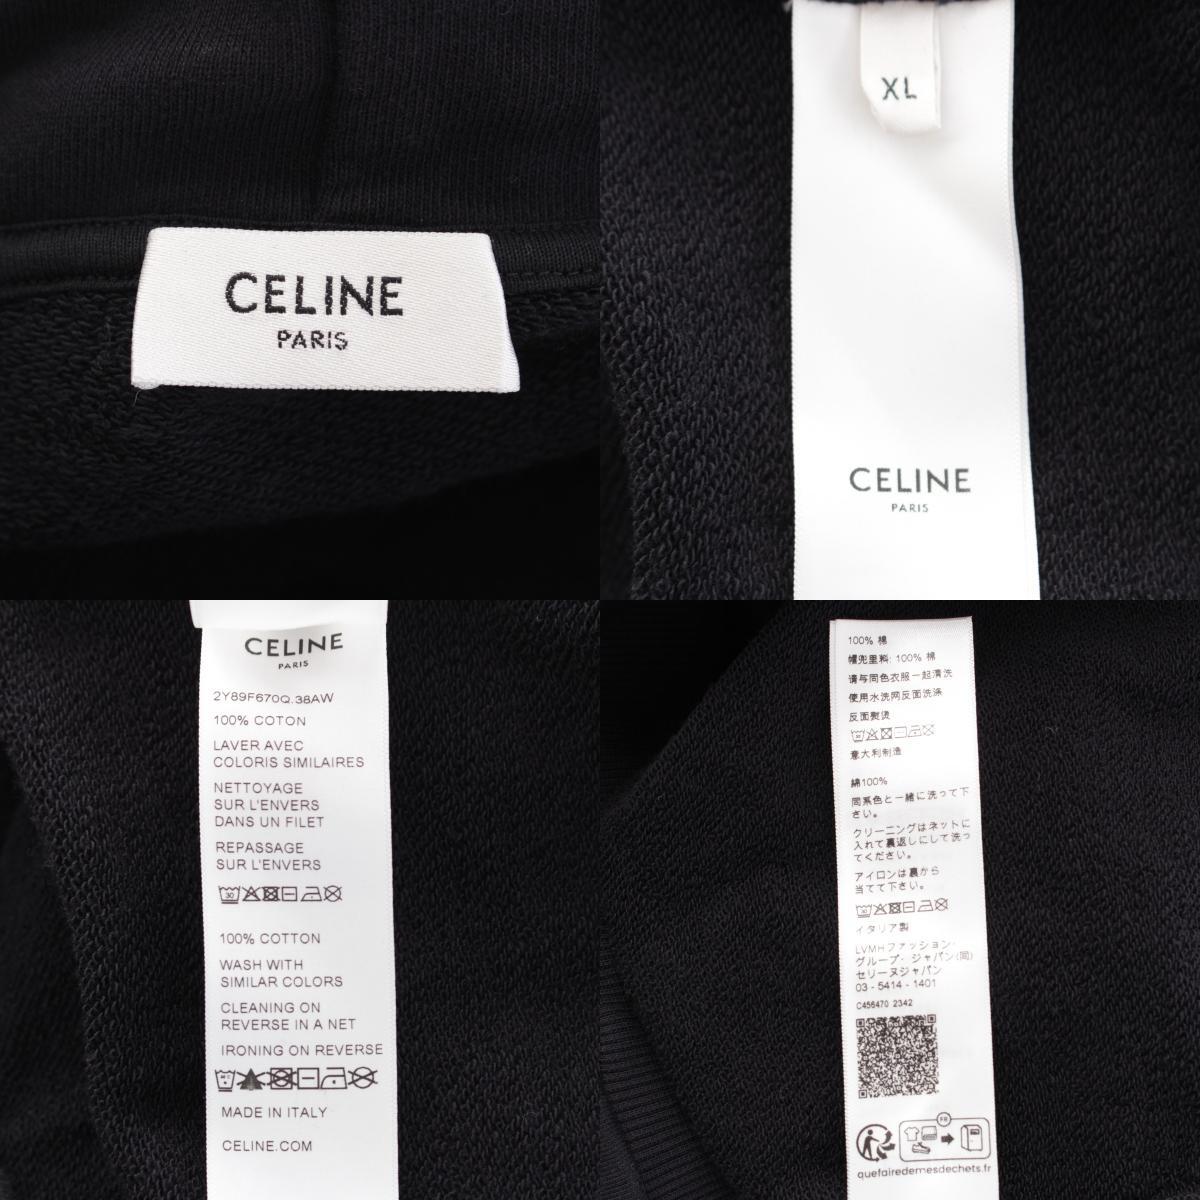 CELINE
PARIS
XL
CELINE
PARIS
CELINE
PARIS
2Y89F670Q.38AW
100% COTON
LAVER AVEC
COLORIS SIMILAIRES
NETTOYAGE
SUR L'ENVERS
DANS UN FILET
REPASSAGE
SUR L'ENVERS
30
100% COTTON
WASH WITH
SIMILAR COLORS
CLEANING ON
REVERSE IN A NET
IRONING ON REVERSE
MADE IN ITALY
CELINE.COM
100% 棉
帽兜里料: 100% 棉
请与同色衣服一起清洗
使用水洗网反面洗涤
反面熨烫
30
意大利制造
綿100%
同系色と一緒に洗って下
さい。
クリーニングはネットに
入れて裏返しにして洗っ
てください。
アイロンは裏から
当てて下さい。
30
イタリア製
LVMHファッション・
グループ・ジャパン(同)
セリーヌジャパン
03 - 5414 - 1401
C456470 2342
FR
quefairedemesdechets.fr